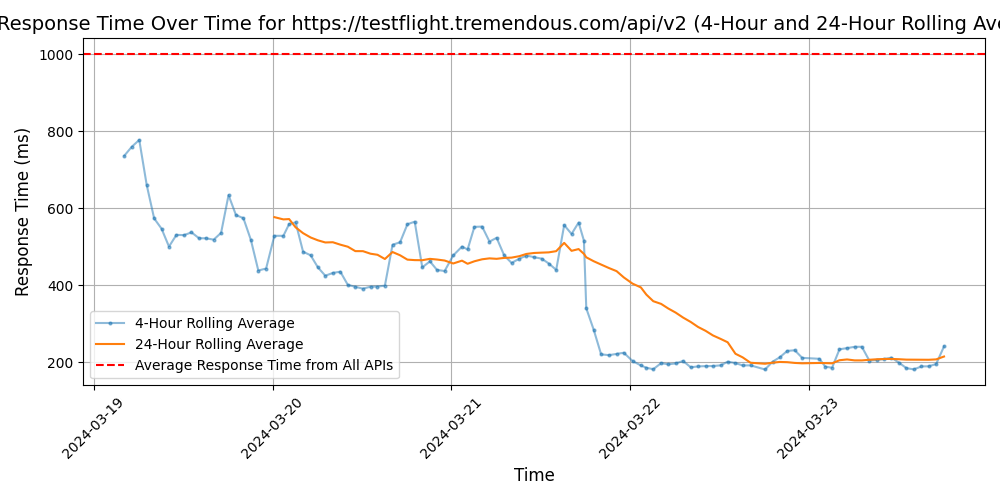 Response Time Over Time for https://testflight.tremendous.com/api/v2 (4-Hour and 24-Hour Rolling Ave
Response Time (ms)
1000
800
600
400
200
4-Hour Rolling Average
24-Hour Rolling Average
Average Response Time from All APIs
2024-03-19
2024-03-20
2024-03-21
2024-03-22
2024-03-23
Time